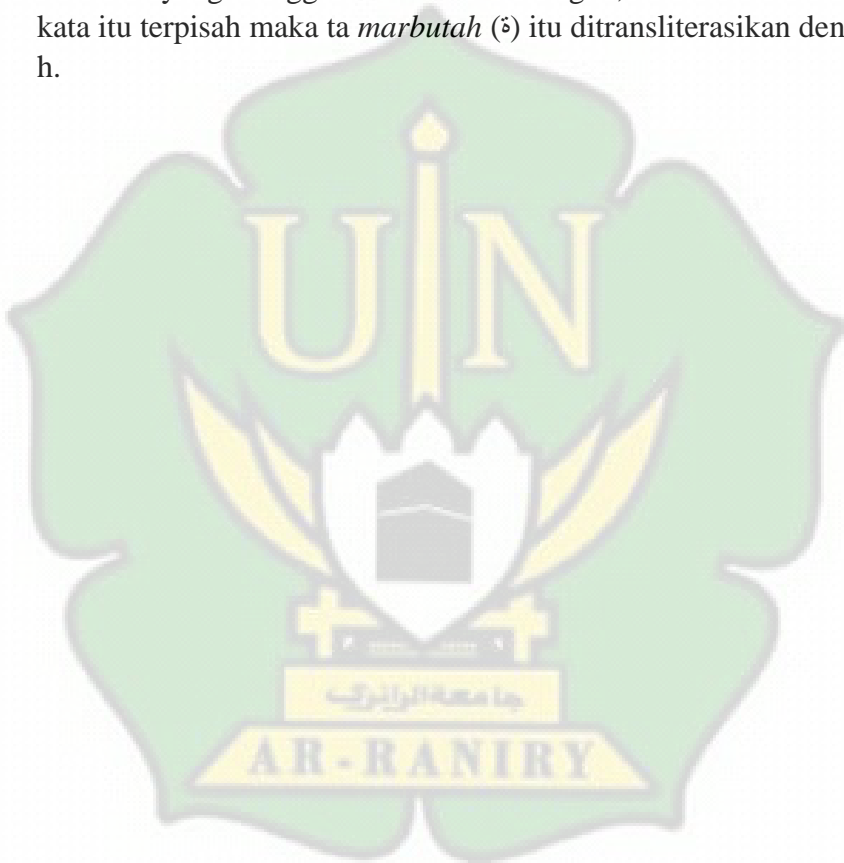 kata itu terpisah maka ta marbutah (ة) itu ditransliterasikan den
h.
UIN
جامعة الرانري
AR-RANIRY